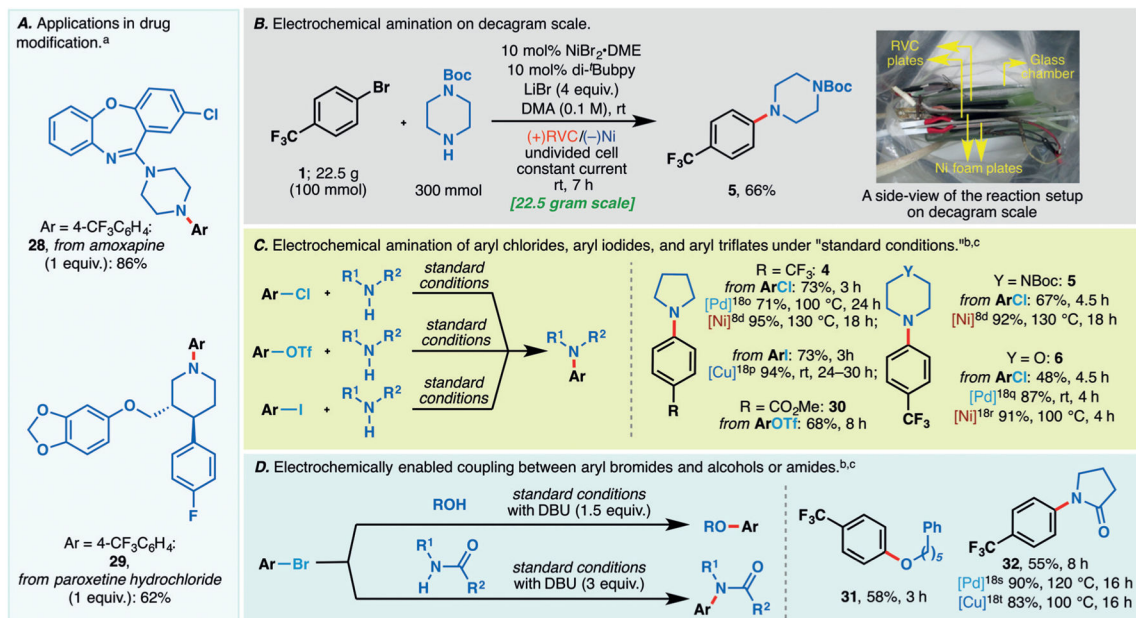 A. Applications in drug
modification.a
Cl
O
N
N
N
Ar
Ar = 4-CF3C6H4:
28, from amoxapine
(1 equiv.): 86%
Ar
N
O
O
O
F
Ar = 4-CF3C6H4:
29,
from paroxetine hydrochloride
(1 equiv.): 62%
B. Electrochemical amination on decagram scale.
Br
F3C
1; 22.5 g
(100 mmol)
+
Boc
N
N
H
300 mmol
10 mol% NiBr2•DME
10 mol% di-tBubpy
LiBr (4 equiv.)
DMA (0.1 M), rt
(+)RVC/(−)Ni
undivided cell
constant current
rt, 7 h
[22.5 gram scale]
N Boc
N
F3C
5, 66%
RVC
plates
Glass
chamber
Ni foam plates
A side-view of the reaction setup
on decagram scale
C. Electrochemical amination of aryl chlorides, aryl iodides, and aryl triflates under "standard conditions."b,c
Ar−Cl + R1 N R2 H standard
conditions
Ar−OTf + R1 N R2 H standard
conditions
Ar−I + R1 N R2 H standard
conditions
R1 N R2
Ar
N
R
R = CF3: 4
from ArCl: 73%, 3 h
[Pd]18o 71%, 100 °C, 24 h
[Ni]8d 95%, 130 °C, 18 h;
from ArI: 73%, 3h
[Cu]18p 94%, rt, 24–30 h;
R = CO2Me: 30
from ArOTf: 68%, 8 h
Y
N
CF3
Y = NBoc: 5
from ArCl: 67%, 4.5 h
[Ni]8d 92%, 130 °C, 18 h
Y = O: 6
from ArCl: 48%, 4.5 h
[Pd]18q 87%, rt, 4 h
[Ni]18r 91%, 100 °C, 4 h
D. Electrochemically enabled coupling between aryl bromides and alcohols or amides.b,c
Ar−Br
ROH
standard conditions
with DBU (1.5 equiv.)
RO−Ar
R1 O
N R2
H
standard conditions
with DBU (3 equiv.)
R1 O
N R2
Ar
F3C
Ph
O
5
31, 58%, 3 h
N
O
F3C
32, 55%, 8 h
[Pd]18s 90%, 120 °C, 16 h
[Cu]18t 83%, 100 °C, 16 h